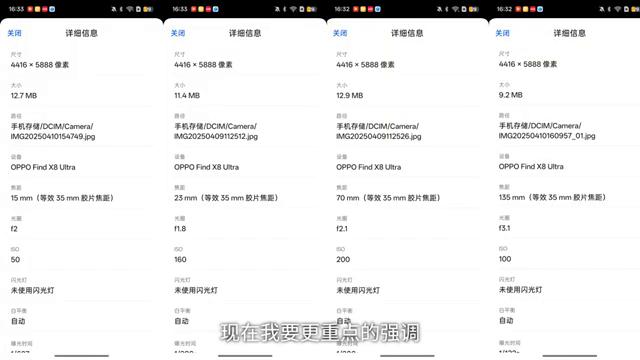 16:33
关闭 详细信息
尺寸
4416 × 5888 像素
大小
12.7 MB
路径
手机存储/DCIM/Camera/
IMG20250410154749.jpg
设备
OPPO Find X8 Ultra
焦距
15 mm（等效 35 mm 胶片焦距）
光圈
f2
ISO
50
闪光灯
未使用闪光灯
白平衡
自动
曝光时间
16:33
关闭 详细信息
尺寸
4416 × 5888 像素
大小
11.4 MB
路径
手机存储/DCIM/Camera/
IMG20250409112512.jpg
设备
OPPO Find X8 Ultra
焦距
23 mm（等效 35 mm 胶片焦距）
光圈
f1.8
ISO
160
闪光灯
未使用闪光灯
白平衡
自动
曝光时间
16:32
关闭 详细信息
尺寸
4416 × 5888 像素
大小
12.9 MB
路径
手机存储/DCIM/Camera/
IMG20250409112526.jpg
设备
OPPO Find X8 Ultra
焦距
70 mm（等效 35 mm 胶片焦距）
光圈
f2.1
ISO
200
闪光灯
未使用闪光灯
白平衡
自动
曝光时间
16:32
关闭 详细信息
尺寸
4416 × 5888 像素
大小
9.2 MB
路径
手机存储/DCIM/Camera/
IMG20250410160957_01.jpg
设备
OPPO Find X8 Ultra
焦距
135 mm（等效 35 mm 胶片焦距）
光圈
f3.1
ISO
100
闪光灯
未使用闪光灯
白平衡
自动
曝光时间
现在我要更重点的强调